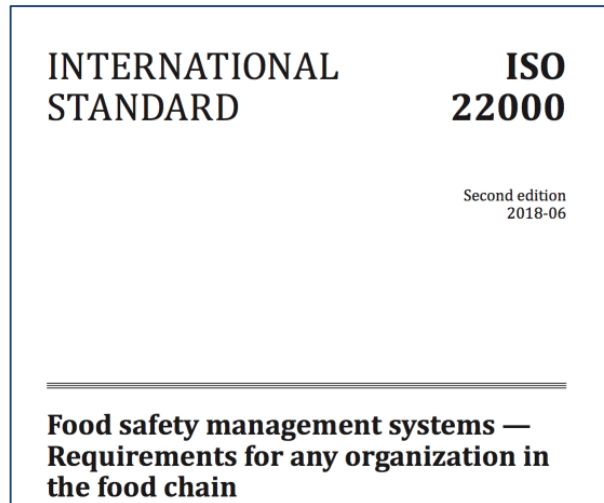 INTERNATIONAL STANDARD
ISO 22000
Second edition
2018-06
Food safety management systems —
Requirements for any organization in
the food chain